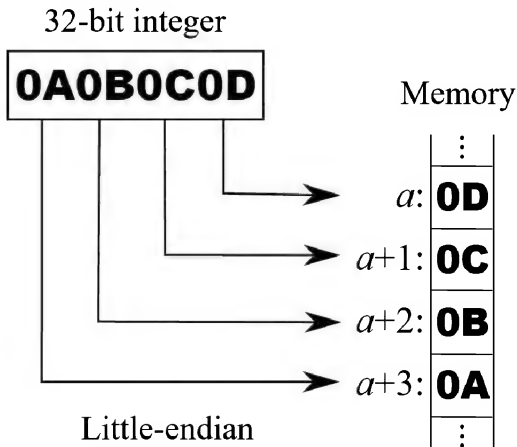 32-bit integer
0A0B0C0D
Memory
⋮
a: 0D
a+1: 0C
a+2: 0B
a+3: 0A
⋮
Little-endian